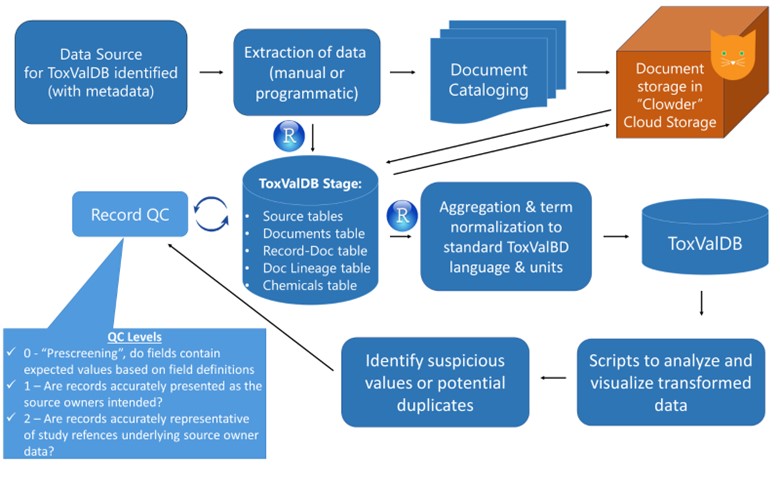 Data Source
for ToxValDB identified
(with metadata)
Extraction of data
(manual or
programmatic)
Document
Cataloging
Document
storage in
“Clowder”
Cloud Storage
R
ToxValDB Stage:
• Source tables
• Documents table
• Record-Doc table
• Doc Lineage table
• Chemicals table
Record QC
R
Aggregation & term
normalization to
standard ToxValBD
language & units
ToxValDB
QC Levels
✓ 0 - “Prescreening”, do fields contain
expected values based on field definitions
✓ 1 – Are records accurately presented as the
source owners intended?
✓ 2 – Are records accurately representative
of study refences underlying source owner
data?
Identify suspicious
values or potential
duplicates
Scripts to analyze and
visualize transformed
data